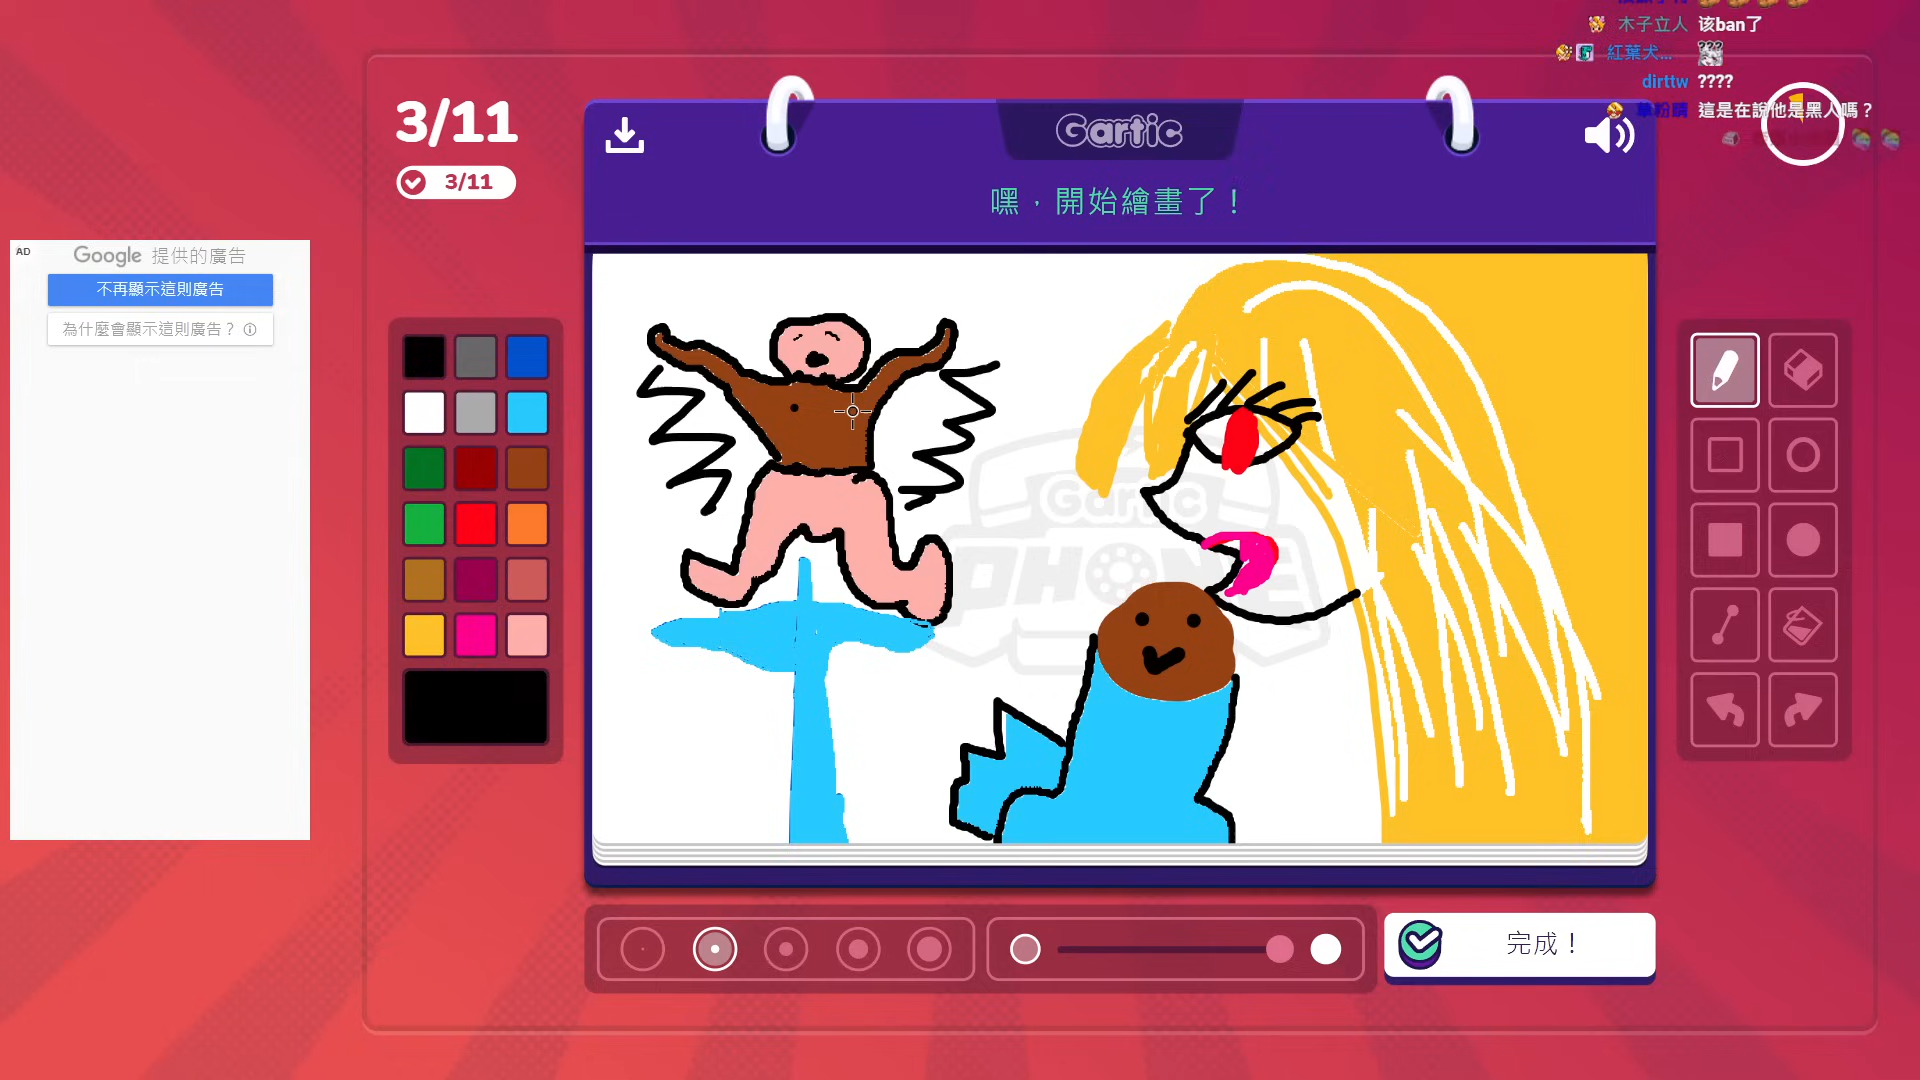 木子立人 该ban了
紅葉犬...
dirttw ????
這是在說他是黑人嗎？
3/11
3/11
Gartic
嘿，開始繪畫了！
AD
Google 提供的廣告
不再顯示這則廣告
為什麼會顯示這則廣告？
Gartic
PHONE
完成！